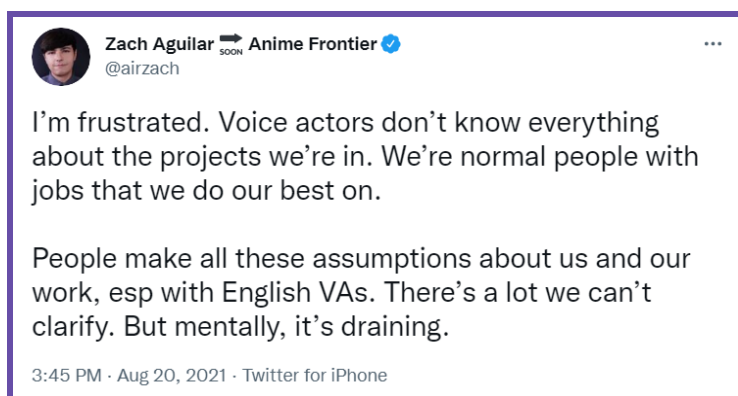 Zach Aguilar 🔜 Anime Frontier
@airzach
I’m frustrated. Voice actors don’t know everything
about the projects we’re in. We’re normal people with
jobs that we do our best on.
People make all these assumptions about us and our
work, esp with English VAs. There’s a lot we can’t
clarify. But mentally, it’s draining.
3:45 PM · Aug 20, 2021 · Twitter for iPhone